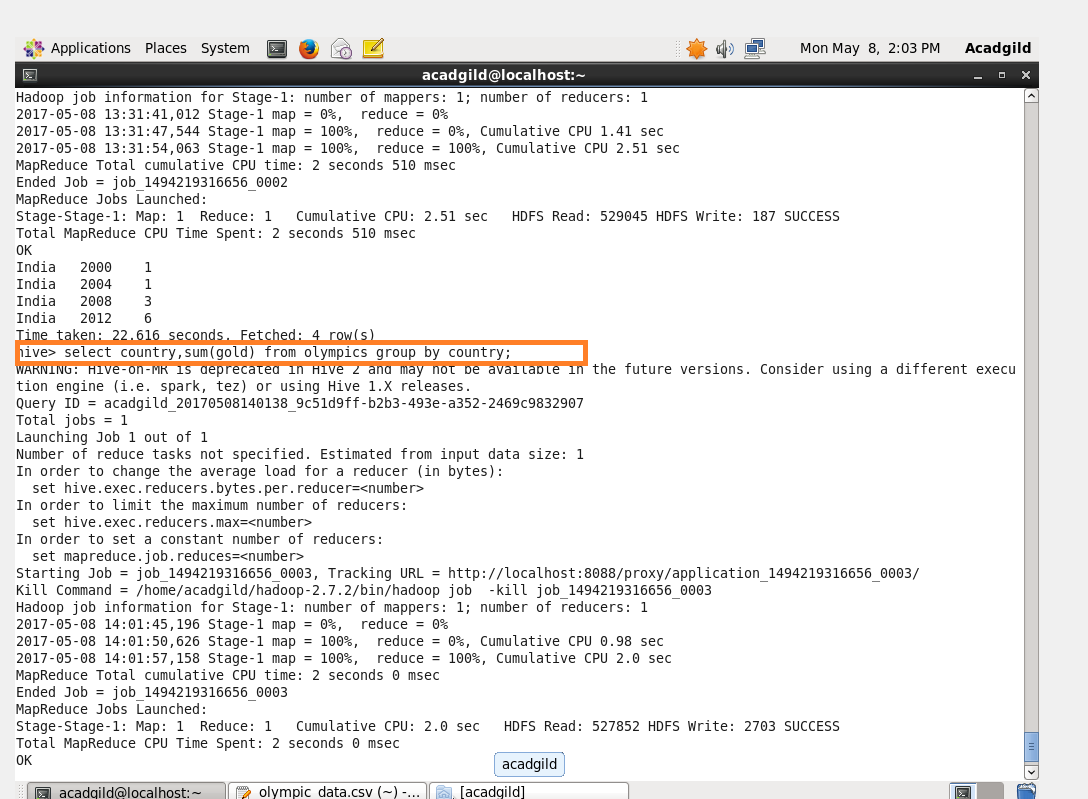 Applications Places System Mon May 8, 2:03 PM Acadgild
acadgild@localhost:~
Hadoop job information for Stage-1: number of mappers: 1; number of reducers: 1
2017-05-08 13:31:41,012 Stage-1 map = 0%,  reduce = 0%
2017-05-08 13:31:47,544 Stage-1 map = 100%,  reduce = 0%, Cumulative CPU 1.41 sec
2017-05-08 13:31:54,063 Stage-1 map = 100%,  reduce = 100%, Cumulative CPU 2.51 sec
MapReduce Total cumulative CPU time: 2 seconds 510 msec
Ended Job = job_1494219316656_0002
MapReduce Jobs Launched:
Stage-Stage-1: Map: 1  Reduce: 1   Cumulative CPU: 2.51 sec   HDFS Read: 529045 HDFS Write: 187 SUCCESS
Total MapReduce CPU Time Spent: 2 seconds 510 msec
OK
India   2000    1
India   2004    1
India   2008    3
India   2012    6
Time taken: 22.616 seconds. Fetched: 4 row(s)
hive> select country,sum(gold) from olympics group by country;
WARNING: Hive-on-MR is deprecated in Hive 2 and may not be available in the future versions. Consider using a different execu
tion engine (i.e. spark, tez) or using Hive 1.X releases.
Query ID = acadgild_20170508140138_9c51d9ff-b2b3-493e-a352-2469c9832907
Total jobs = 1
Launching Job 1 out of 1
Number of reduce tasks not specified. Estimated from input data size: 1
In order to change the average load for a reducer (in bytes):
  set hive.exec.reducers.bytes.per.reducer=<number>
In order to limit the maximum number of reducers:
  set hive.exec.reducers.max=<number>
In order to set a constant number of reducers:
  set mapreduce.job.reduces=<number>
Starting Job = job_1494219316656_0003, Tracking URL = http://localhost:8088/proxy/application_1494219316656_0003/
Kill Command = /home/acadgild/hadoop-2.7.2/bin/hadoop job  -kill job_1494219316656_0003
Hadoop job information for Stage-1: number of mappers: 1; number of reducers: 1
2017-05-08 14:01:45,196 Stage-1 map = 0%,  reduce = 0%
2017-05-08 14:01:50,626 Stage-1 map = 100%,  reduce = 0%, Cumulative CPU 0.98 sec
2017-05-08 14:01:57,158 Stage-1 map = 100%,  reduce = 100%, Cumulative CPU 2.0 sec
MapReduce Total cumulative CPU time: 2 seconds 0 msec
Ended Job = job_1494219316656_0003
MapReduce Jobs Launched:
Stage-Stage-1: Map: 1  Reduce: 1   Cumulative CPU: 2.0 sec   HDFS Read: 527852 HDFS Write: 2703 SUCCESS
Total MapReduce CPU Time Spent: 2 seconds 0 msec
OK
acadgild
acadgild@localhost:~ olympic_data.csv (~) -... [acadgild]